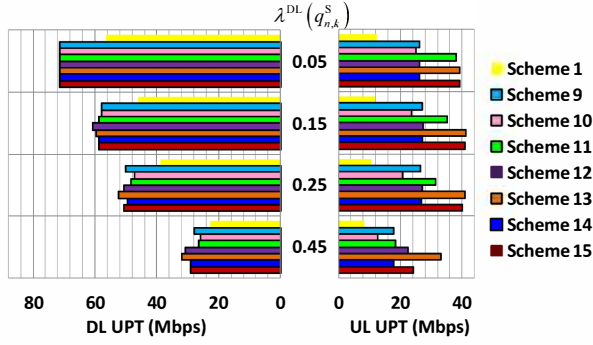 λ^DL (q^S_n,k)
0.05
0.15
0.25
0.45
80 60 40 20 0
0 20 40
DL UPT (Mbps)
UL UPT (Mbps)
Scheme 1
Scheme 9
Scheme 10
Scheme 11
Scheme 12
Scheme 13
Scheme 14
Scheme 15